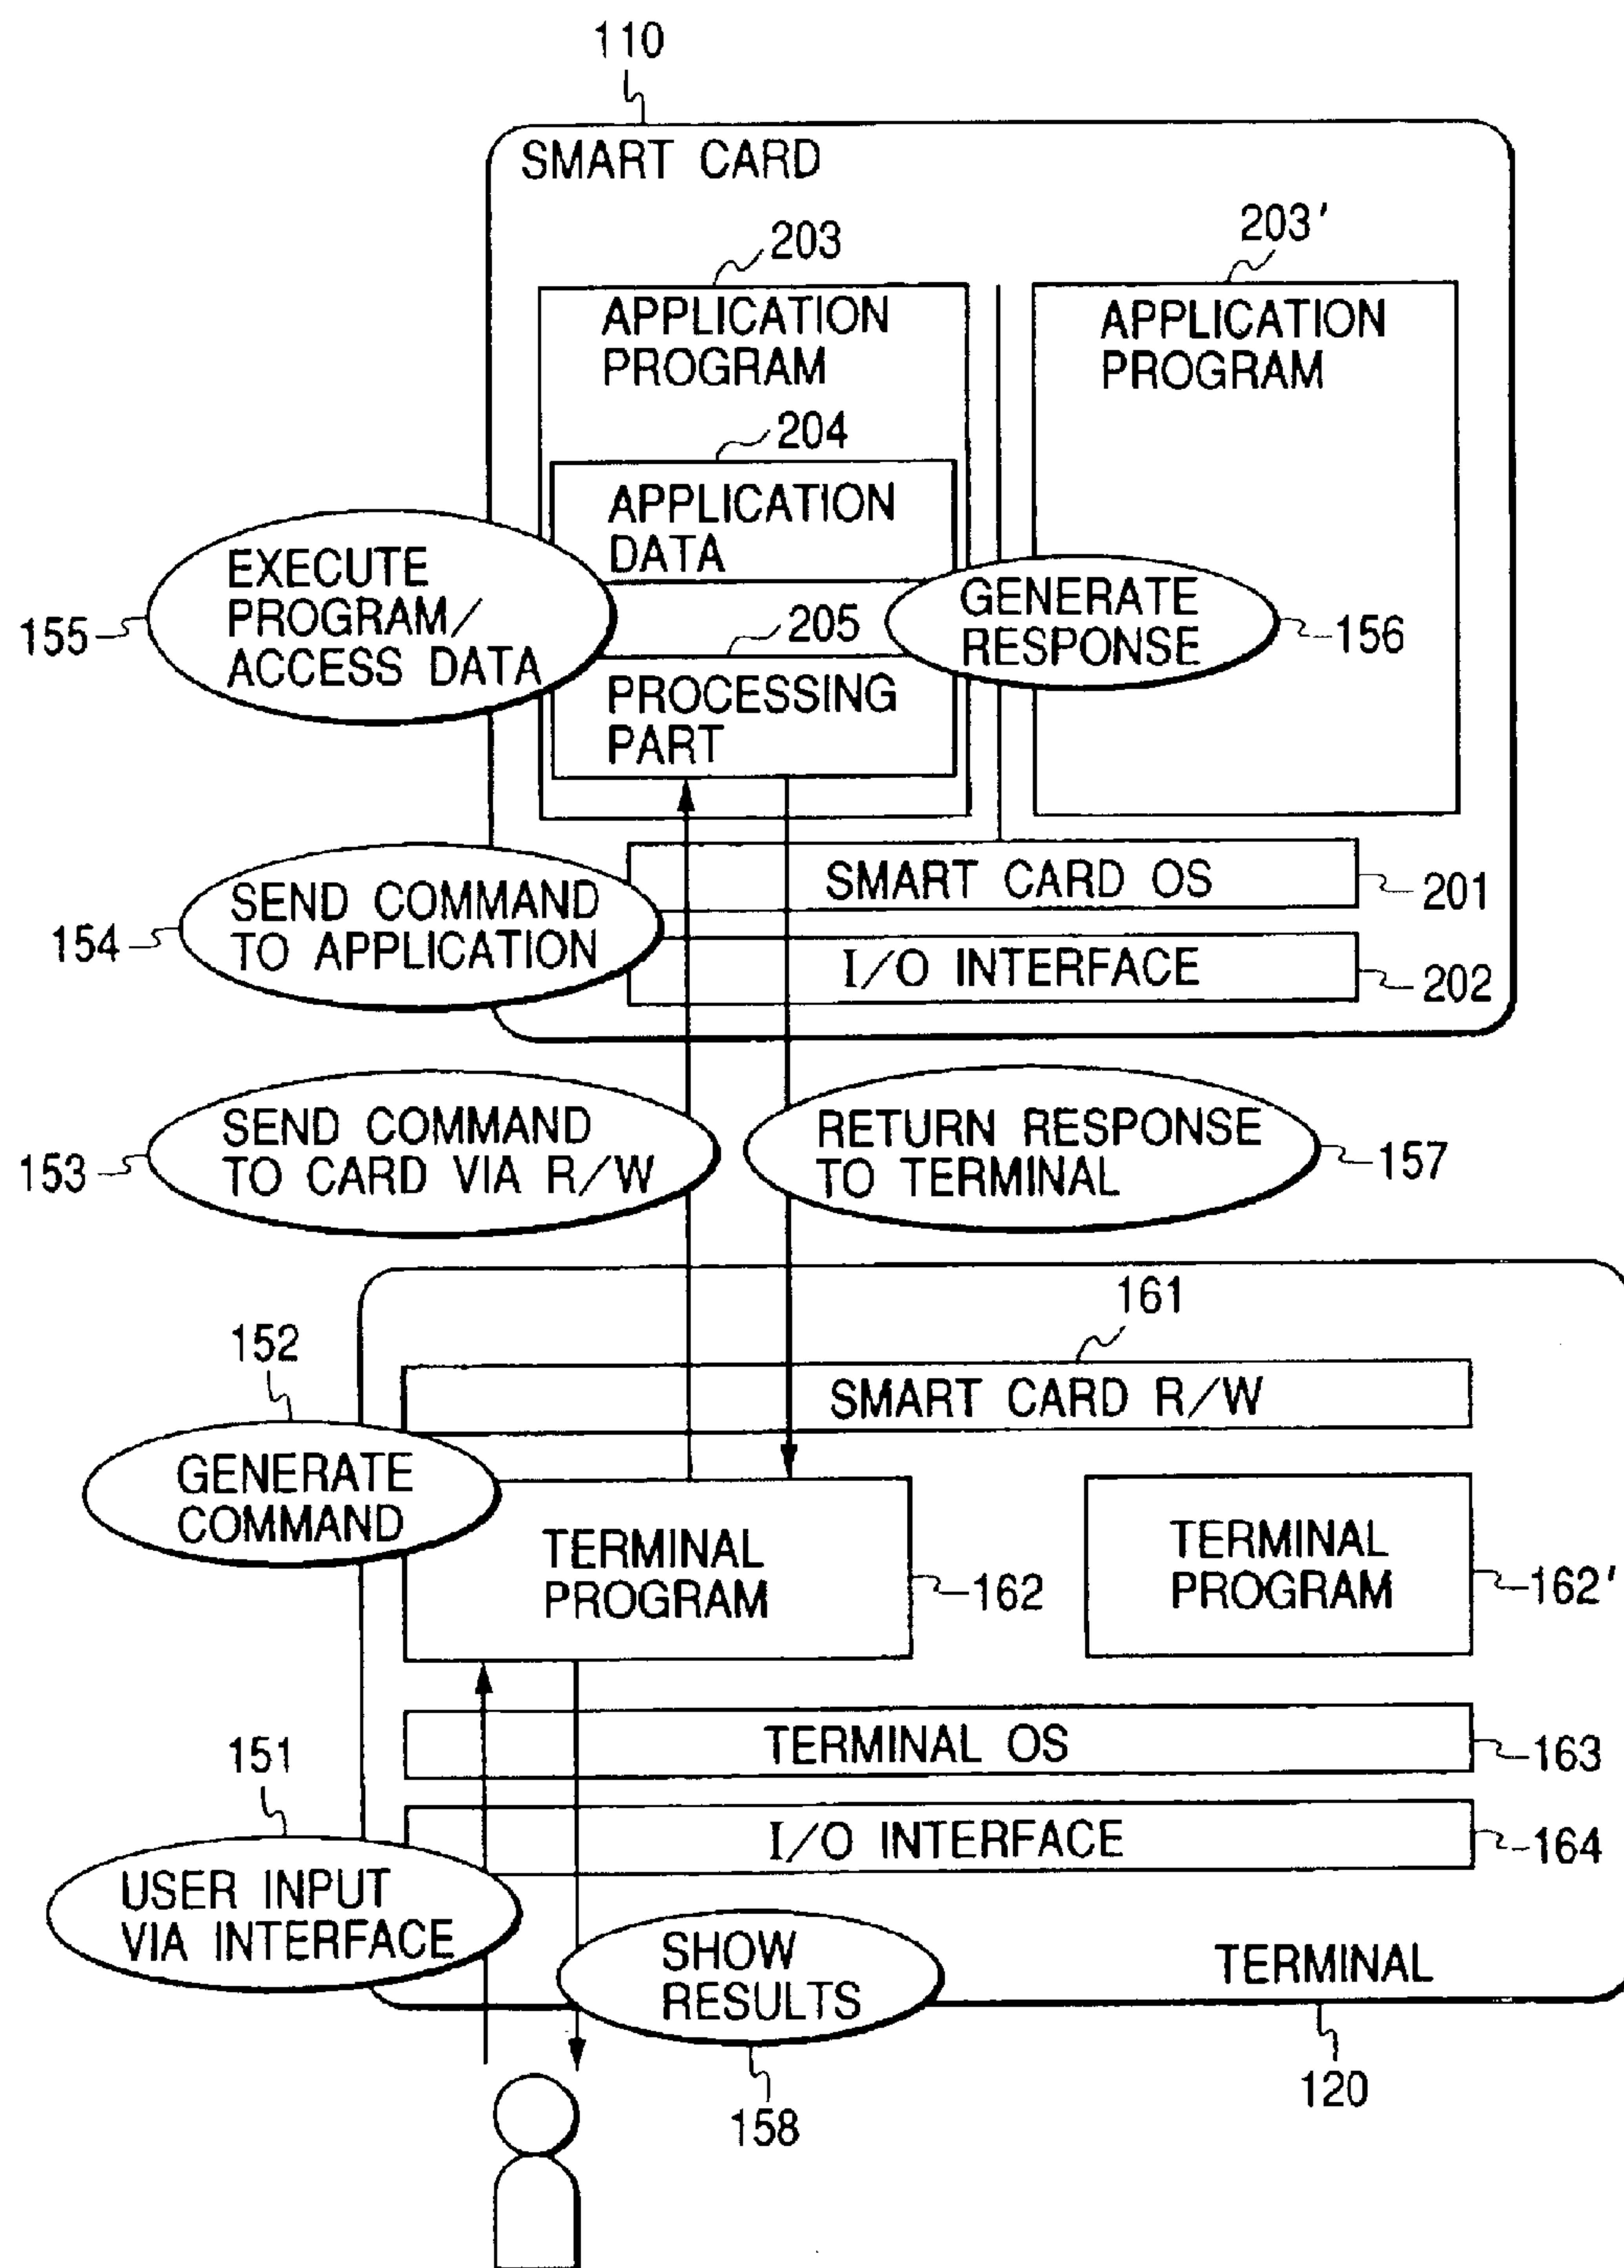 110
SMART CARD
203
203'
APPLICATION
PROGRAM
APPLICATION
PROGRAM
204
APPLICATION
DATA
EXECUTE
PROGRAM/
ACCESS DATA
155
GENERATE
RESPONSE
156
205
PROCESSING
PART
SMART CARD OS
201
SEND COMMAND
TO APPLICATION
154
I/O INTERFACE
202
SEND COMMAND
TO CARD VIA R/W
153
RETURN RESPONSE
TO TERMINAL
157
161
152
SMART CARD R/W
GENERATE
COMMAND
TERMINAL
PROGRAM
162
TERMINAL
PROGRAM
162'
TERMINAL OS
163
151
I/O INTERFACE
164
USER INPUT
VIA INTERFACE
SHOW
RESULTS
TERMINAL
120
158